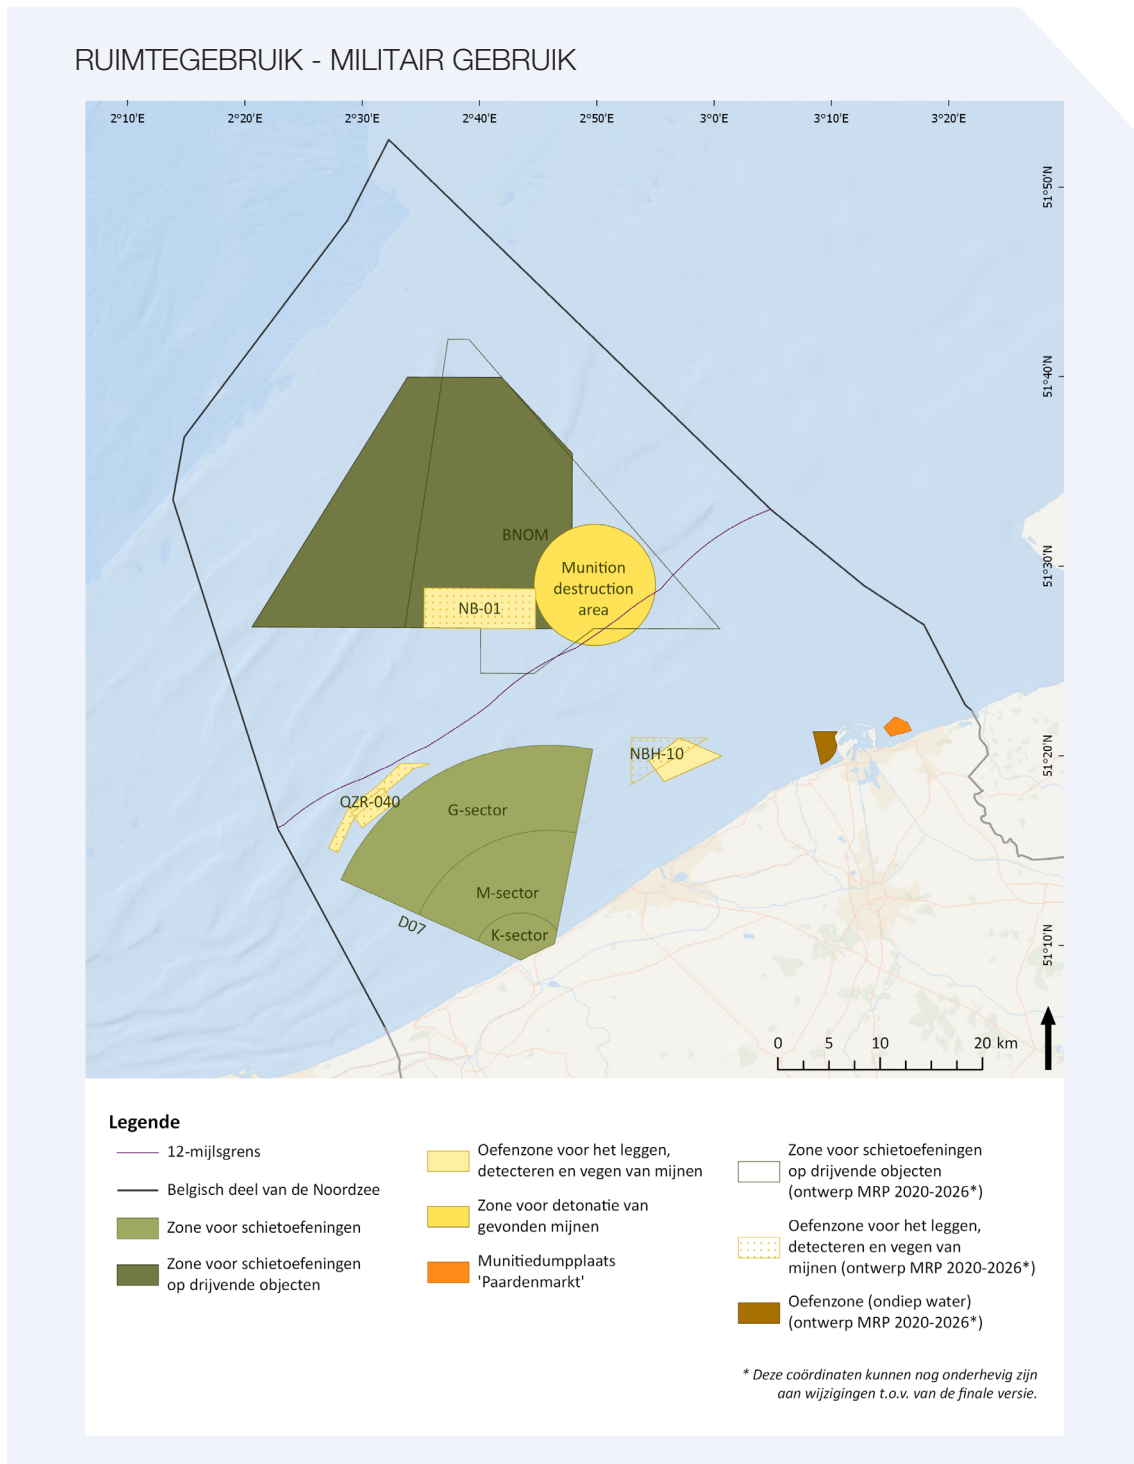 RUIMTEGEBRUIK - MILITAIR GEBRUIK
2°10'E
2°20'E
2°30'E
2°40'E
2°50'E
3°0'E
3°10'E
3°20'E
51°50'N
51°40'N
51°30'N
51°20'N
51°10'N
BNOM
Munition
destruction
area
NB-01
NBH-10
QZR-040
G-sector
M-sector
D07
K-sector
0 5 10 20 km
Legende
12-mijlsgrens
Belgisch deel van de Noordzee
Zone voor schietoefeningen
Zone voor schietoefeningen
op drijvende objecten
Oefenzone voor het leggen,
detecteren en vegen van mijnen
Zone voor detonatie van
gevonden mijnen
Munitiedumpplaats
'Paardenmarkt'
Zone voor schietoefeningen
op drijvende objecten
(ontwerp MRP 2020-2026*)
Oefenzone voor het leggen,
detecteren en vegen van
mijnen (ontwerp MRP 2020-2026*)
Oefenzone (ondiep water)
(ontwerp MRP 2020-2026*)
* Deze coördinaten kunnen nog onderhevig zijn
aan wijzigingen t.o.v. van de finale versie.